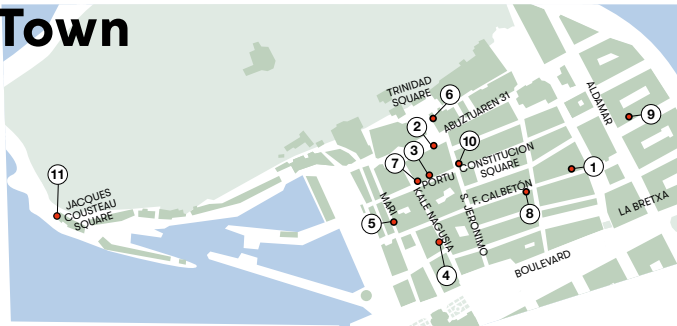 Town
TRINIDAD
SQUARE
6
ABUZTUAREN 31
ALDAMAR
9
2
10
3
CONSTITUCION
SQUARE
7
PORTU
1
11
JACQUES
COUSTEAU
SQUARE
MARI
KALE NAGUSIA
S. JERONIMO
F. CALBETÓN
8
LA BRETXA
5
4
BOULEVARD